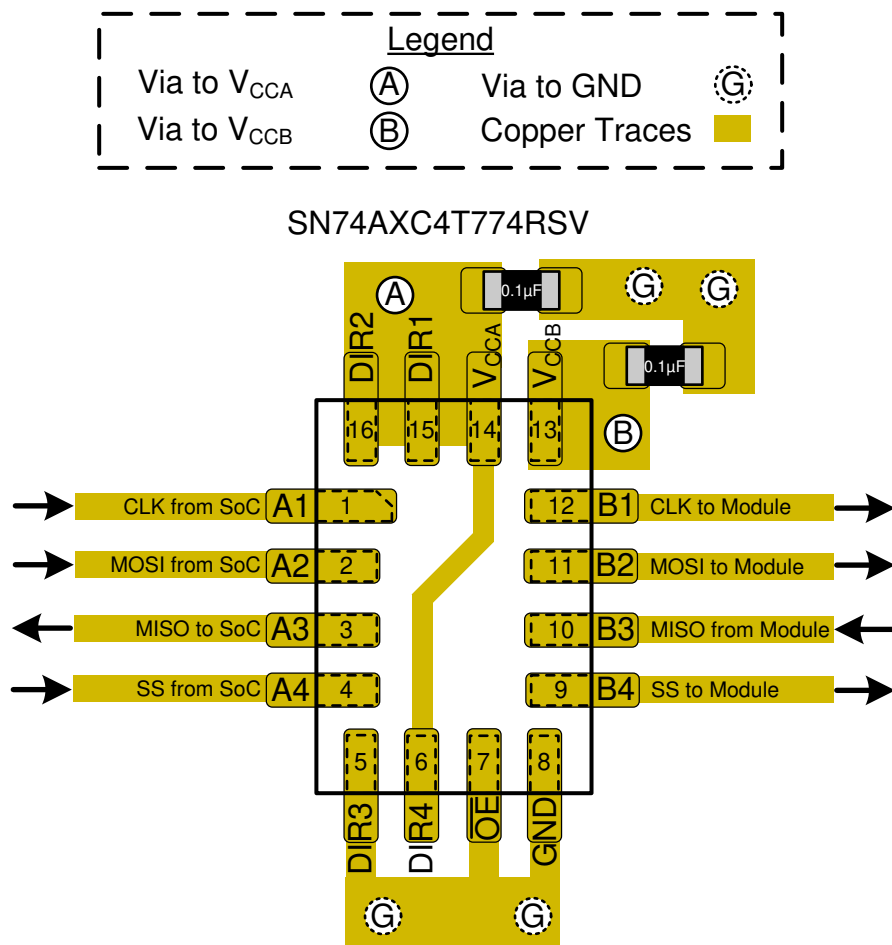 Legend
Via to VCCA A Via to GND G
Via to VCCB B Copper Traces
SN74AXC4T774RSV
A 0.1µF G G
DIR2 DIR1 VCCA VCCB 0.1µF
16 15 14 13 B
CLK from SoC A1 1 12 B1 CLK to Module
MOSI from SoC A2 2 11 B2 MOSI to Module
MISO to SoC A3 3 10 B3 MISO from Module
SS from SoC A4 4 9 B4 SS to Module
5 6 7 8
DIR3 DIR4 OE GND
G G